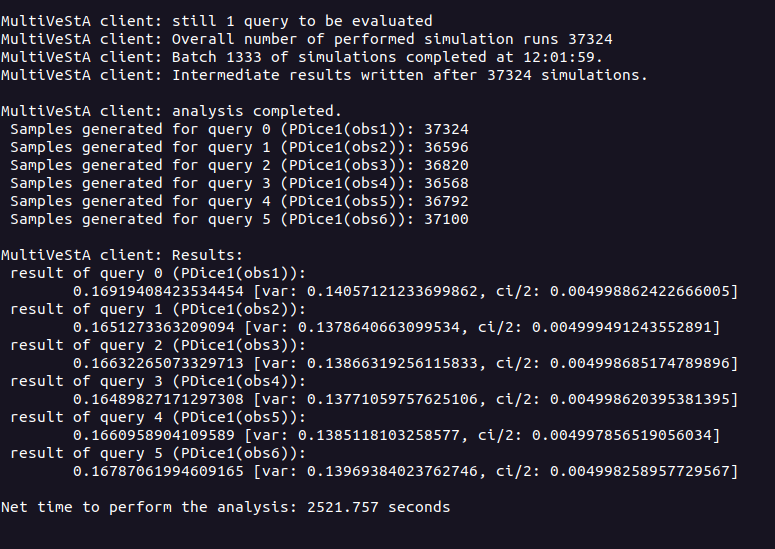 MultiVeStA client: still 1 query to be evaluated
MultiVeStA client: Overall number of performed simulation runs 37324
MultiVeStA client: Batch 1333 of simulations completed at 12:01:59.
MultiVeStA client: Intermediate results written after 37324 simulations.
MultiVeStA client: analysis completed.
Samples generated for query 0 (PDice1(obs1)): 37324
Samples generated for query 1 (PDice1(obs2)): 36596
Samples generated for query 2 (PDice1(obs3)): 36820
Samples generated for query 3 (PDice1(obs4)): 36568
Samples generated for query 4 (PDice1(obs5)): 36792
Samples generated for query 5 (PDice1(obs6)): 37100
MultiVeStA client: Results:
result of query 0 (PDice1(obs1)):
0.16919408423534454 [var: 0.14057121233699862, ci/2: 0.004998862422666005]
result of query 1 (PDice1(obs2)):
0.1651273363209094 [var: 0.1378640663099534, ci/2: 0.004999491243552891]
result of query 2 (PDice1(obs3)):
0.16632265073329713 [var: 0.13866319256115833, ci/2: 0.004998685174789896]
result of query 3 (PDice1(obs4)):
0.16489827171297308 [var: 0.13771059757625106, ci/2: 0.004998620395381395]
result of query 4 (PDice1(obs5)):
0.1660958904109589 [var: 0.1385118103258577, ci/2: 0.004997856519056034]
result of query 5 (PDice1(obs6)):
0.16787061994609165 [var: 0.13969384023762746, ci/2: 0.004998258957729567]
Net time to perform the analysis: 2521.757 seconds